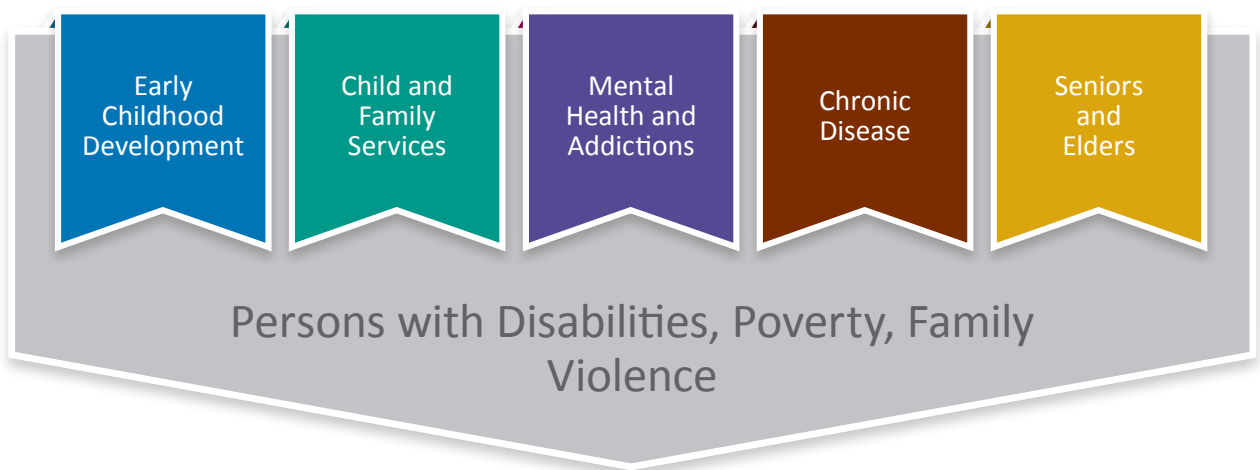 Early
Childhood
Development
Child and
Family
Services
Mental
Health and
Addictions
Chronic
Disease
Seniors
and
Elders
Persons with Disabilities, Poverty, Family
Violence